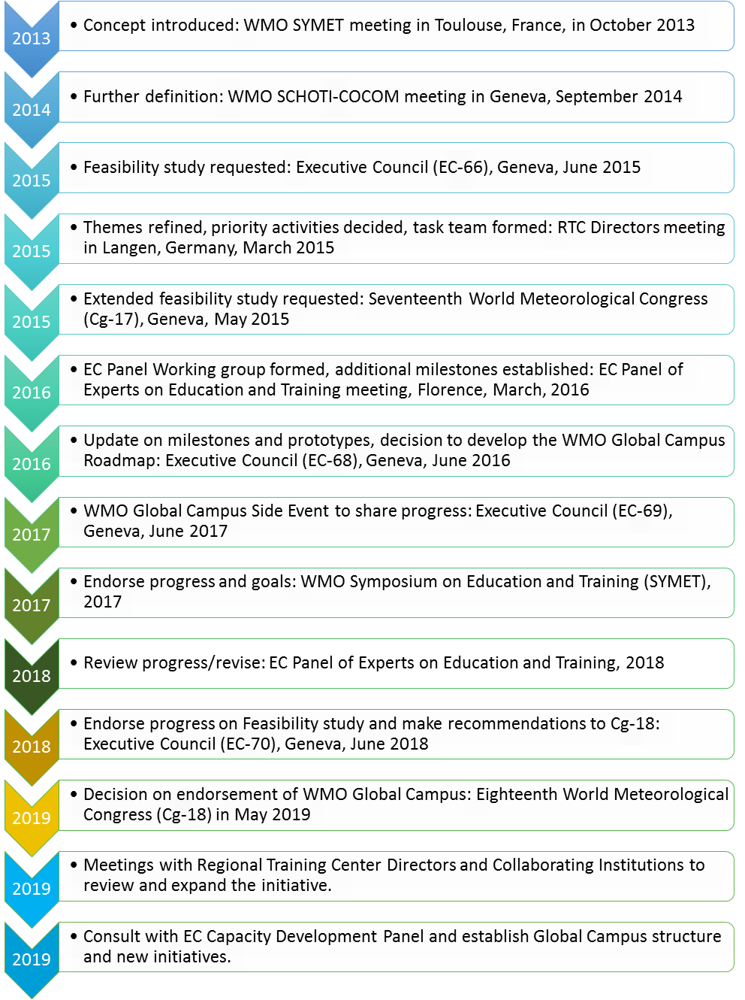 2013
• Concept introduced: WMO SYMET meeting in Toulouse, France, in October 2013
2014
• Further definition: WMO SCHOTI-COCOM meeting in Geneva, September 2014
2015
• Feasibility study requested: Executive Council (EC-66), Geneva, June 2015
2015
• Themes refined, priority activities decided, task team formed: RTC Directors meeting
in Langen, Germany, March 2015
2015
• Extended feasibility study requested: Seventeenth World Meteorological Congress
(Cg-17), Geneva, May 2015
2016
• EC Panel Working group formed, additional milestones established: EC Panel of
Experts on Education and Training meeting, Florence, March, 2016
2016
• Update on milestones and prototypes, decision to develop the WMO Global Campus
Roadmap: Executive Council (EC-68), Geneva, June 2016
2017
• WMO Global Campus Side Event to share progress: Executive Council (EC-69),
Geneva, June 2017
2017
• Endorse progress and goals: WMO Symposium on Education and Training (SYMET),
2017
2018
• Review progress/revise: EC Panel of Experts on Education and Training, 2018
2018
• Endorse progress on Feasibility study and make recommendations to Cg-18:
Executive Council (EC-70), Geneva, June 2018
2019
• Decision on endorsement of WMO Global Campus: Eighteenth World Meteorological
Congress (Cg-18) in May 2019
2019
• Meetings with Regional Training Center Directors and Collaborating Institutions to
review and expand the initiative.
2019
• Consult with EC Capacity Development Panel and establish Global Campus structure
and new initiatives.